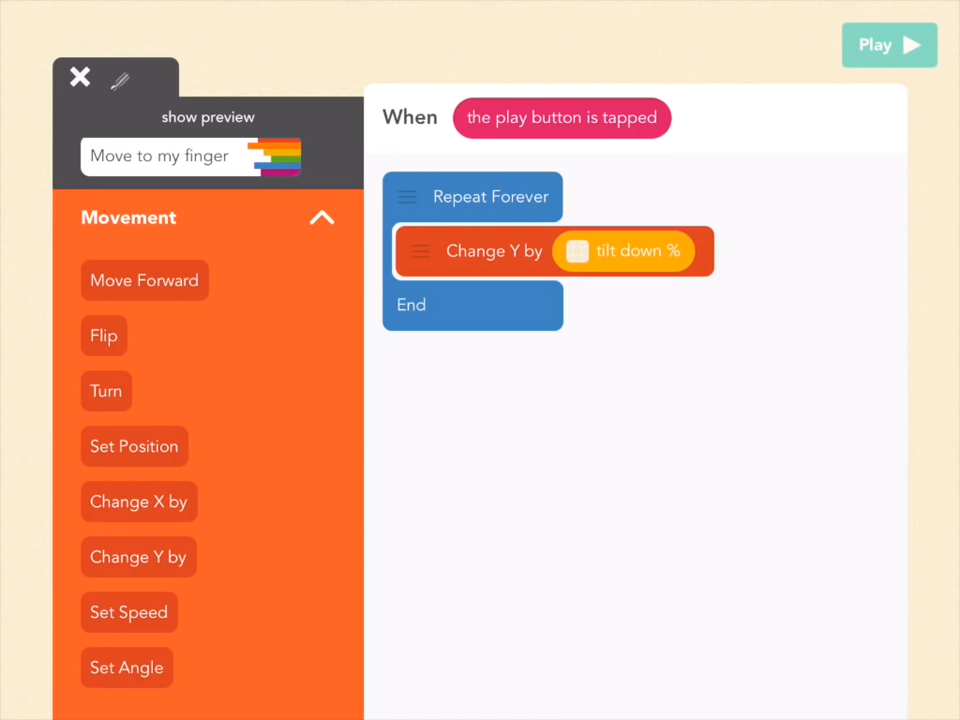 Play
show preview
Move to my finger
Movement
Move Forward
Flip
Turn
Set Position
Change X by
Change Y by
Set Speed
Set Angle
When the play button is tapped
Repeat Forever
Change Y by tilt down %
End